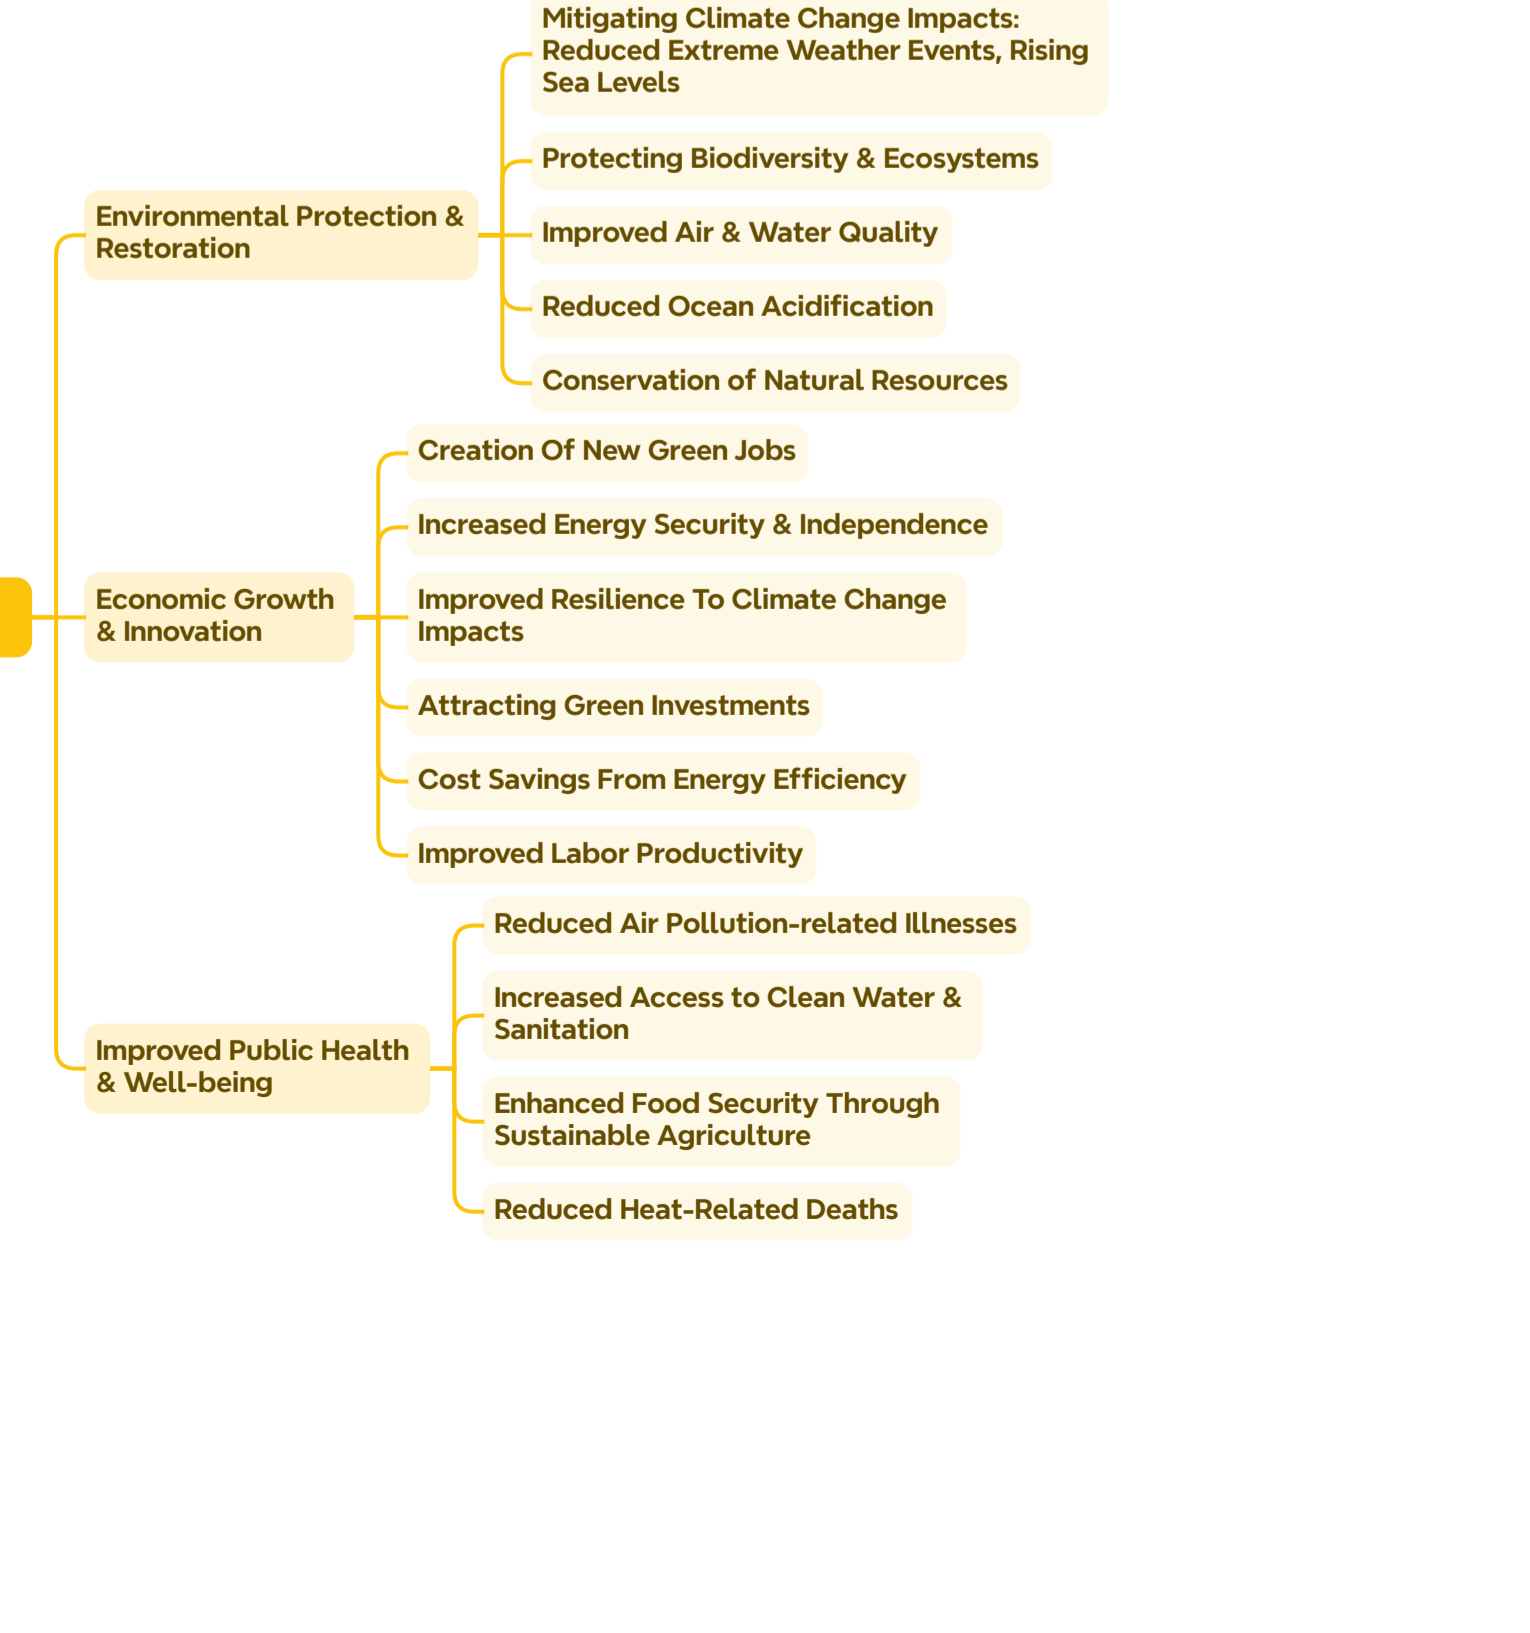 Mitigating Climate Change Impacts:
Reduced Extreme Weather Events, Rising
Sea Levels
Protecting Biodiversity & Ecosystems
Environmental Protection &
Restoration
Improved Air & Water Quality
Reduced Ocean Acidification
Conservation of Natural Resources
Creation Of New Green Jobs
Increased Energy Security & Independence
Economic Growth
& Innovation
Improved Resilience To Climate Change
Impacts
Attracting Green Investments
Cost Savings From Energy Efficiency
Improved Labor Productivity
Reduced Air Pollution-related Illnesses
Increased Access to Clean Water &
Sanitation
Improved Public Health
& Well-being
Enhanced Food Security Through
Sustainable Agriculture
Reduced Heat-Related Deaths